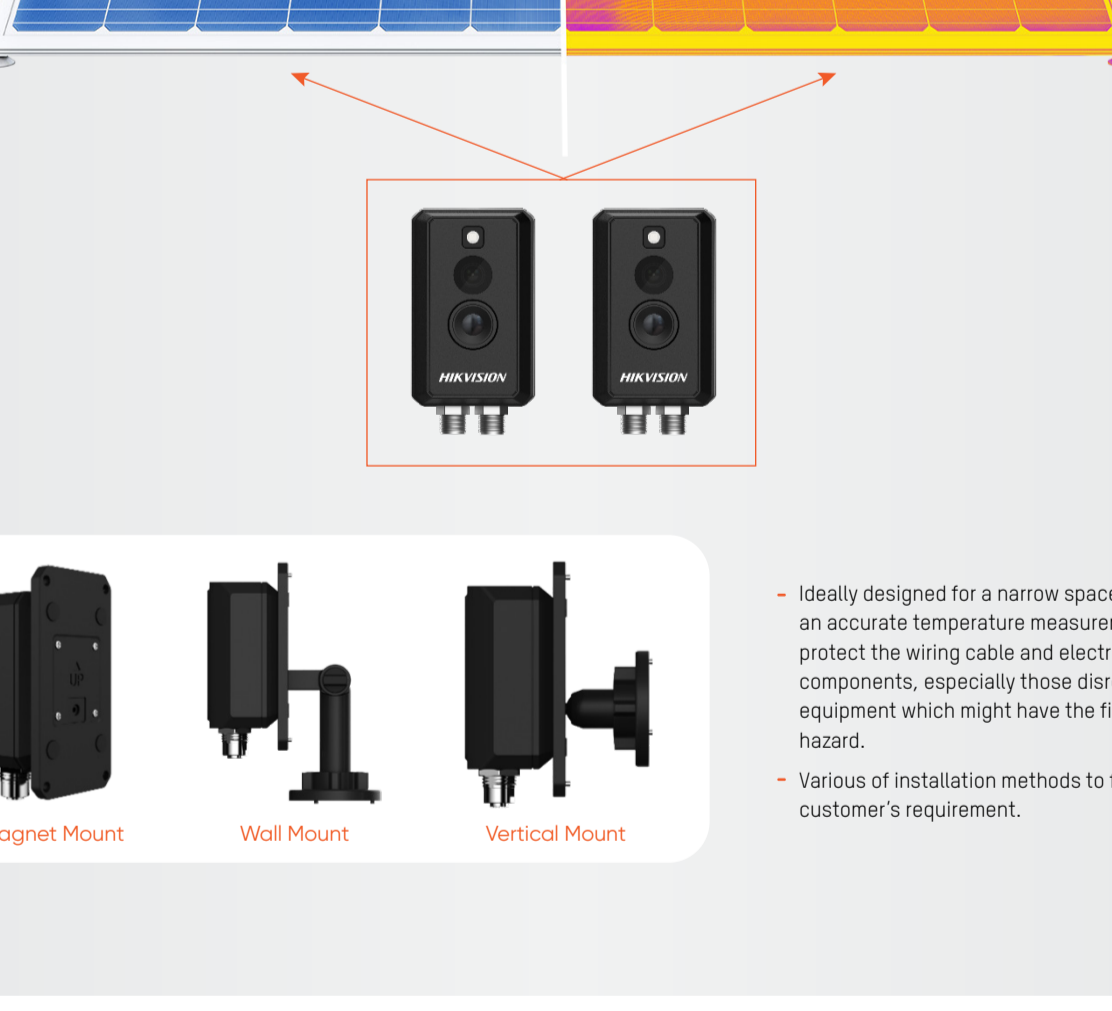 HIKVISION
HIKVISION
UP
agnet Mount
Wall Mount
Vertical Mount
- Ideally designed for a narrow space
an accurate temperature measurem
protect the wiring cable and electr
components, especially those disr
equipment which might have the fi
hazard.
- Various of installation methods to f
customer's requirement.